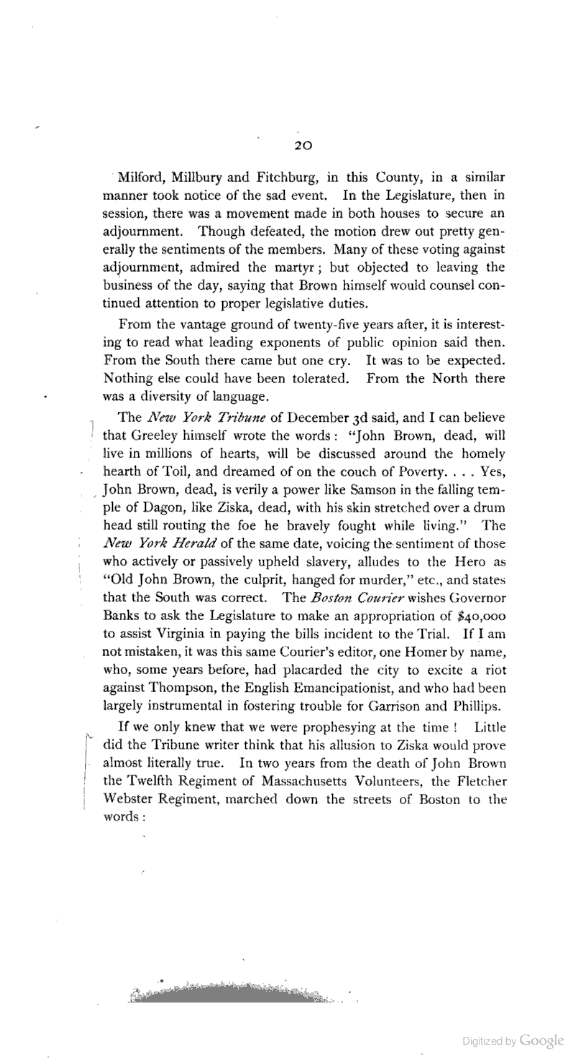 20
Milford, Millbury and Fitchburg, in this County, in a similar
manner took notice of the sad event. In the Legislature, then in
session, there was a movement made in both houses to secure an
adjournment. Though defeated, the motion drew out pretty gen-
erally the sentiments of the members. Many of these voting against
adjournment, admired the martyr ; but objected to leaving the
business of the day, saying that Brown himself would counsel con-
tinued attention to proper legislative duties.
From the vantage ground of twenty-five years after, it is interest-
ing to read what leading exponents of public opinion said then.
From the South there came but one cry. It was to be expected.
Nothing else could have been tolerated. From the North there
was a diversity of language.
The New York Tribune of December 3d said, and I can believe
that Greeley himself wrote the words : "John Brown, dead, will
live in millions of hearts, will be discussed around the homely
hearth of Toil, and dreamed of on the couch of Poverty. . . . Yes,
John Brown, dead, is verily a power like Samson in the falling tem-
ple of Dagon, like Ziska, dead, with his skin stretched over a drum
head still routing the foe he bravely fought while living." The
New York Herald of the same date, voicing the sentiment of those
who actively or passively upheld slavery, alludes to the Hero as
"Old John Brown, the culprit, hanged for murder," etc., and states
that the South was correct. The Boston Courier wishes Governor
Banks to ask the Legislature to make an appropriation of $40,000
to assist Virginia in paying the bills incident to the Trial. If I am
not mistaken, it was this same Courier's editor, one Homer by name,
who, some years before, had placarded the city to excite a riot
against Thompson, the English Emancipationist, and who had been
largely instrumental in fostering trouble for Garrison and Phillips.
If we only knew that we were prophesying at the time ! Little
did the Tribune writer think that his allusion to Ziska would prove
almost literally true. In two years from the death of John Brown
the Twelfth Regiment of Massachusetts Volunteers, the Fletcher
Webster Regiment, marched down the streets of Boston to the
words :
Digitized by Google